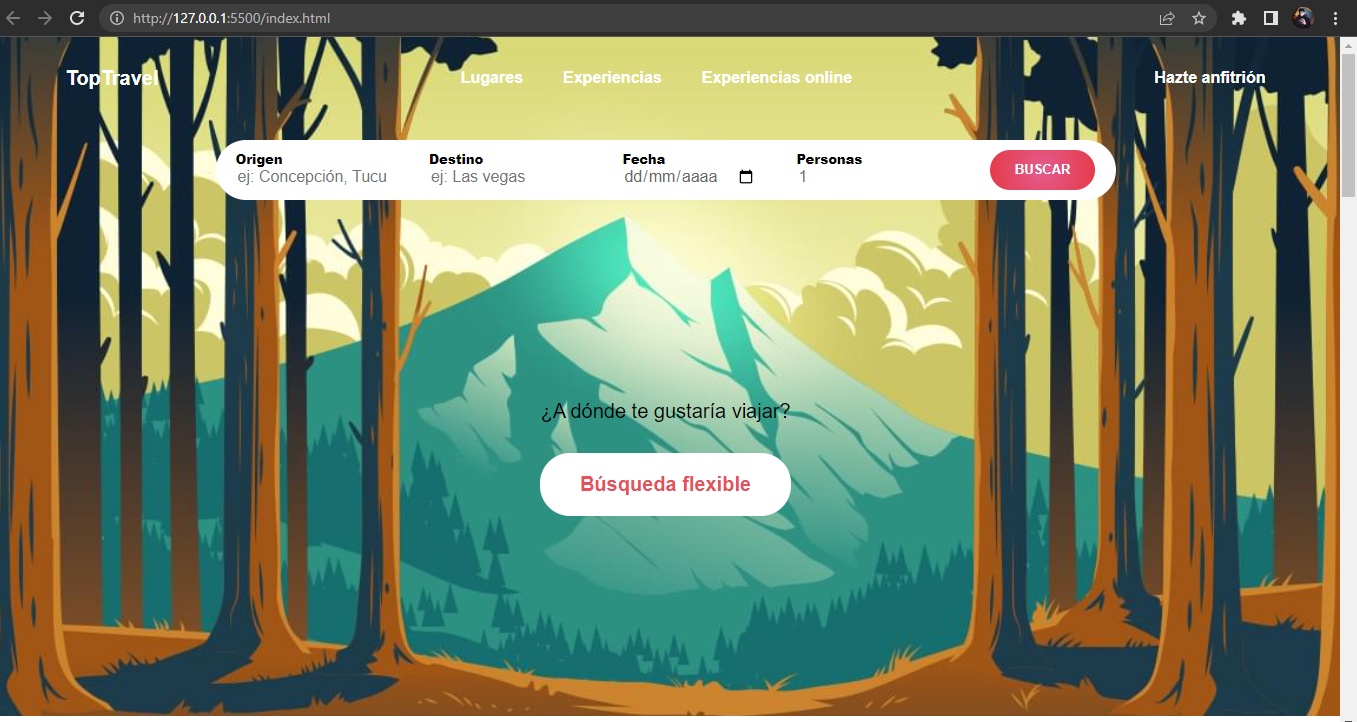 http://127.0.0.1:5500/index.html
TopTravel Lugares Experiencias Experiencias online Hazte anfitrión
Origen Destino Fecha Personas
ej: Concepción, Tucu ej: Las vegas dd/mm/aaaa 1 BUSCAR
¿A dónde te gustaría viajar?
Búsqueda flexible